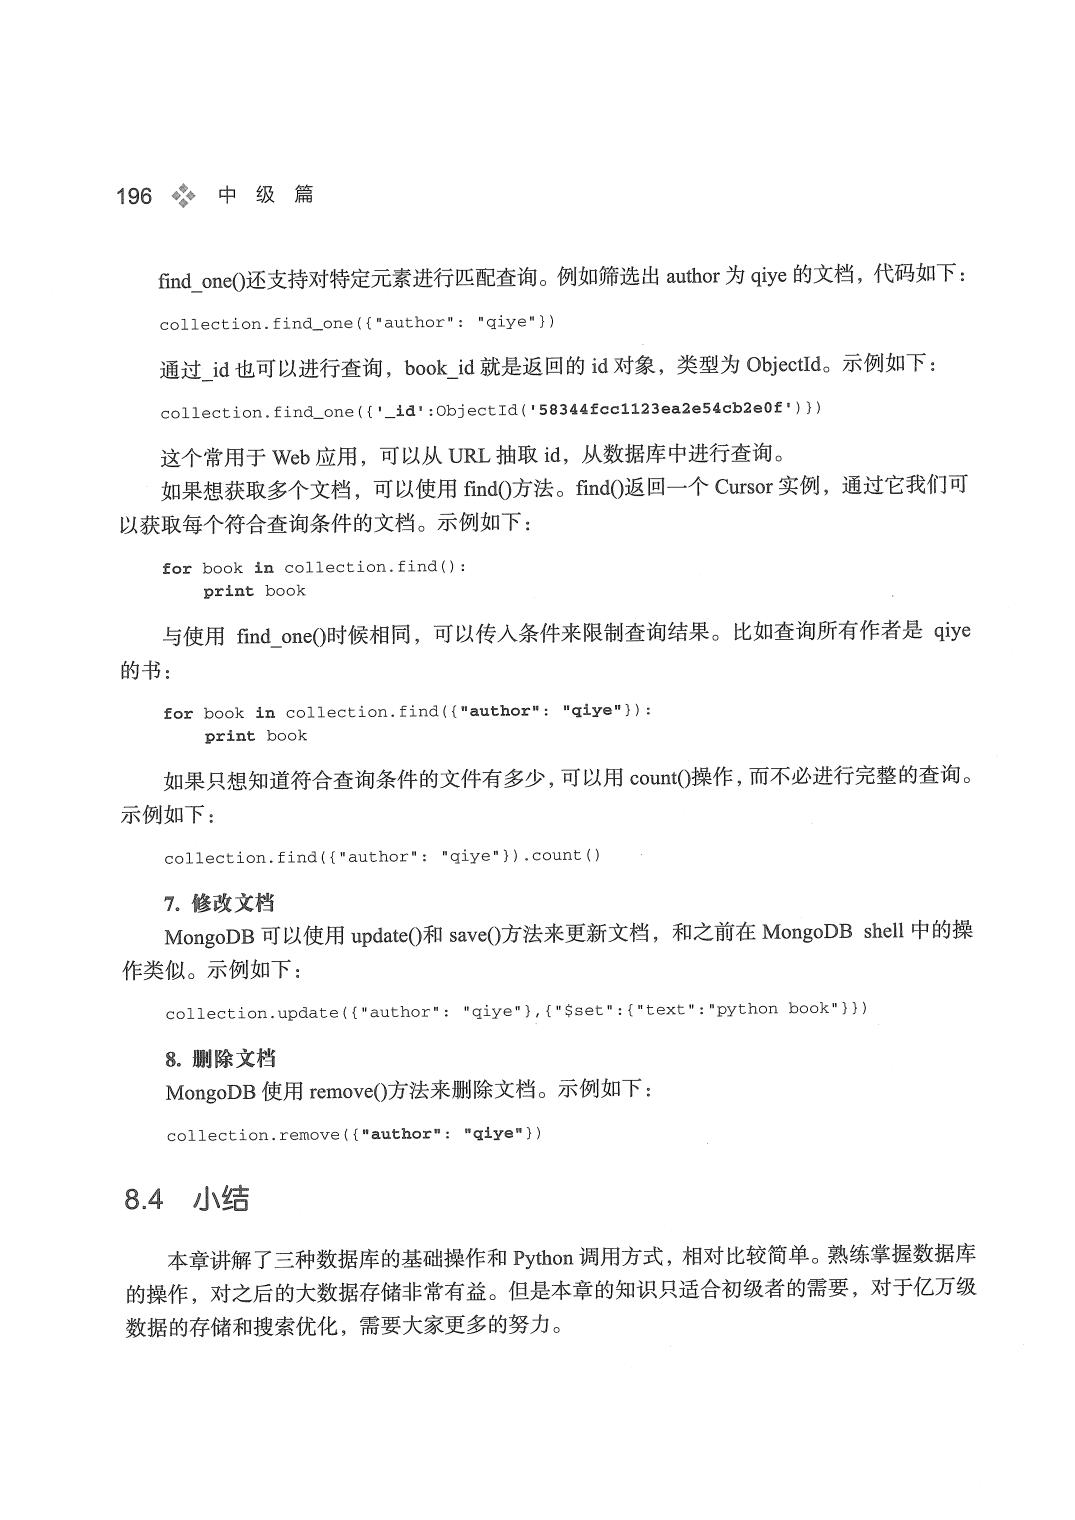 196 中 级 篇
find_one()还支持对特定元素进行匹配查询。例如筛选出 author 为 qiye 的文档，代码如下：
collection.find_one({"author": "qiye"})
通过_id 也可以进行查询，book_id 就是返回的 id 对象，类型为 ObjectId。示例如下：
collection.find_one({'_id':ObjectId('58344fcc1123ea2e54cb2e0f')})
这个常用于 Web 应用，可以从 URL 抽取 id，从数据库中进行查询。
如果想获取多个文档，可以使用 find()方法。find()返回一个 Cursor 实例，通过它我们可
以获取每个符合查询条件的文档。示例如下：
for book in collection.find():
    print book
与使用 find_one()时候相同，可以传入条件来限制查询结果。比如查询所有作者是 qiye
的书：
for book in collection.find({"author": "qiye"}):
    print book
如果只想知道符合查询条件的文件有多少，可以用 count()操作，而不必进行完整的查询。
示例如下：
collection.find({"author": "qiye"}).count()
7. 修改文档
MongoDB 可以使用 update()和 save()方法来更新文档，和之前在 MongoDB shell 中的操
作类似。示例如下：
collection.update({"author": "qiye"},{"$set":{"text":"python book"}})
8. 删除文档
MongoDB 使用 remove()方法来删除文档。示例如下：
collection.remove({"author": "qiye"})
8.4 小结
本章讲解了三种数据库的基础操作和 Python 调用方式，相对比较简单。熟练掌握数据库
的操作，对之后的大数据存储非常有益。但是本章的知识只适合初级者的需要，对于亿万级
数据的存储和搜索优化，需要大家更多的努力。